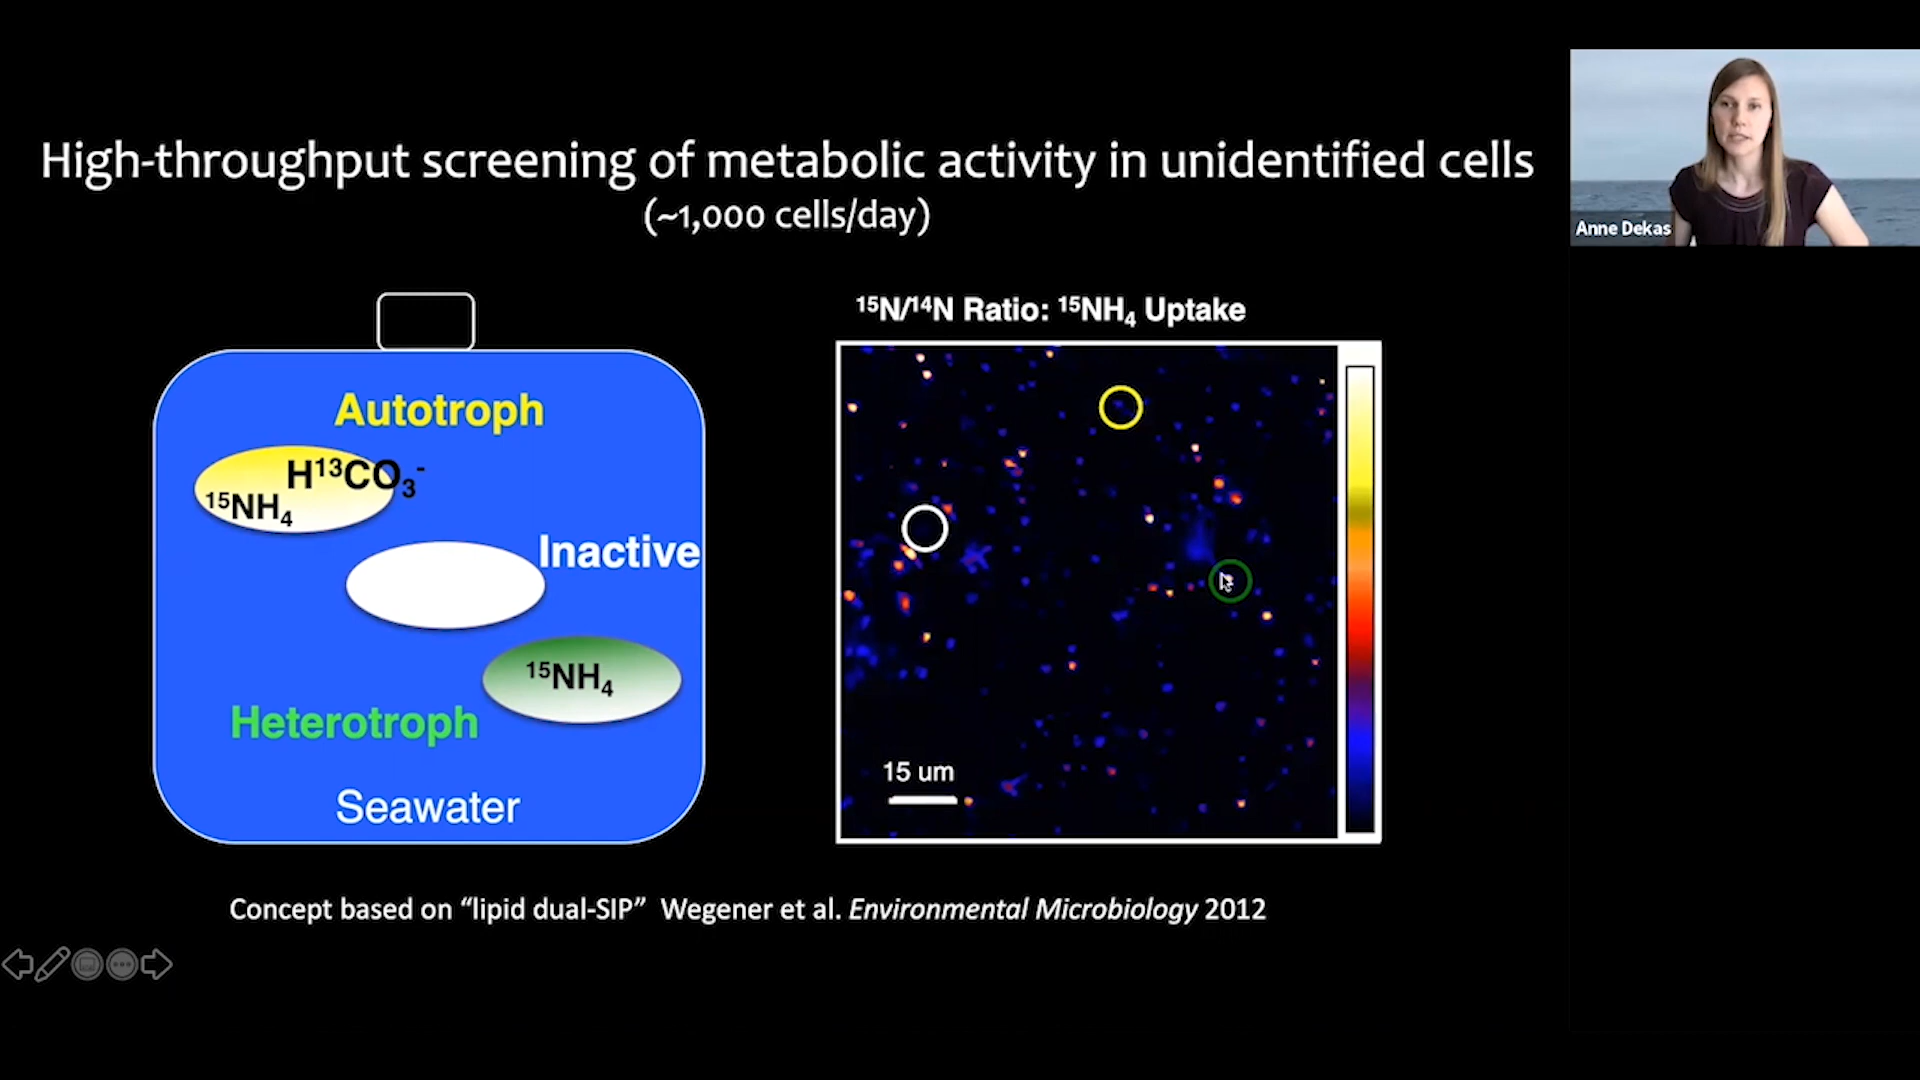 High-throughput screening of metabolic activity in unidentified cells
(~1,000 cells/day)
Anne Dekas
Autotroph
H¹³CO₃⁻
¹⁵NH₄
Inactive
¹⁵NH₄
Heterotroph
Seawater
¹⁵N/¹⁴N Ratio: ¹⁵NH₄ Uptake
15 um
Concept based on “lipid dual-SIP” Wegener et al. Environmental Microbiology 2012